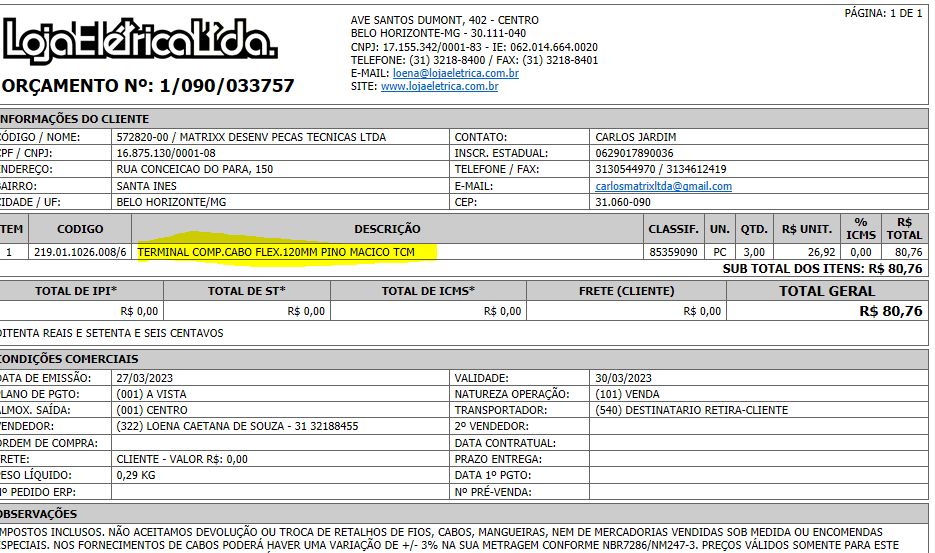 LojaElétricaLtda.
ORÇAMENTO Nº: 1/090/033757
AVE SANTOS DUMONT, 402 - CENTRO
BELO HORIZONTE-MG - 30.111-040
CNPJ: 17.155.342/0001-83 - IE: 062.014.664.0020
TELEFONE: (31) 3218-8400 / FAX: (31) 3218-8401
E-MAIL: loena@lojaeletrica.com.br
SITE: www.lojaeletrica.com.br
PÁGINA: 1 DE 1
NFORMAÇÕES DO CLIENTE
CÓDIGO / NOME: 572820-00 / MATRIXX DESENV PECAS TECNICAS LTDA CONTATO: CARLOS JARDIM
CPF / CNPJ: 16.875.130/0001-08 INSCR. ESTADUAL: 0629017890036
ENDEREÇO: RUA CONCEICAO DO PARA, 150 TELEFONE / FAX: 3130544970 / 3134612419
BAIRRO: SANTA INES E-MAIL: carlosmatrixltda@gmail.com
CIDADE / UF: BELO HORIZONTE/MG CEP: 31.060-090
TEM CODIGO DESCRIÇÃO CLASSIF. UN. QTD. R$ UNIT. % ICMS R$ TOTAL
1 219.01.1026.008/6 TERMINAL COMP.CABO FLEX.120MM PINO MACICO TCM 85359090 PC 3,00 26,92 0,00 80,76
SUB TOTAL DOS ITENS: R$ 80,76
TOTAL DE IPI* TOTAL DE ST* TOTAL DE ICMS* FRETE (CLIENTE) TOTAL GERAL
R$ 0,00 R$ 0,00 R$ 0,00 R$ 0,00 R$ 80,76
OITENTA REAIS E SETENTA E SEIS CENTAVOS
CONDIÇÕES COMERCIAIS
DATA DE EMISSÃO: 27/03/2023 VALIDADE: 30/03/2023
PLANO DE PGTO: (001) A VISTA NATUREZA OPERAÇÃO: (101) VENDA
ALMOX. SAÍDA: (001) CENTRO TRANSPORTADOR: (540) DESTINATARIO RETIRA-CLIENTE
VENDEDOR: (322) LOENA CAETANA DE SOUZA - 31 32188455 2º VENDEDOR:
ORDEM DE COMPRA: DATA CONTRATUAL:
FRETE: CLIENTE - VALOR R$: 0,00 PRAZO ENTREGA:
PESO LÍQUIDO: 0,29 KG DATA 1º PGTO:
Nº PEDIDO ERP: Nº PRÉ-VENDA:
OBSERVAÇÕES
IMPOSTOS INCLUSOS. NÃO ACEITAMOS DEVOLUÇÃO OU TROCA DE RETALHOS DE FIOS, CABOS, MANGUEIRAS, NEM DE MERCADORIAS VENDIDAS SOB MEDIDA OU ENCOMENDAS
ESPECIAIS. NOS FORNECIMENTOS DE CABOS PODERÁ HAVER UMA VARIAÇÃO DE +/- 3% NA SUA METRAGEM CONFORME NBR7286/NM247-3. PREÇOS VÁLIDOS SOMENTE PARA ESTE